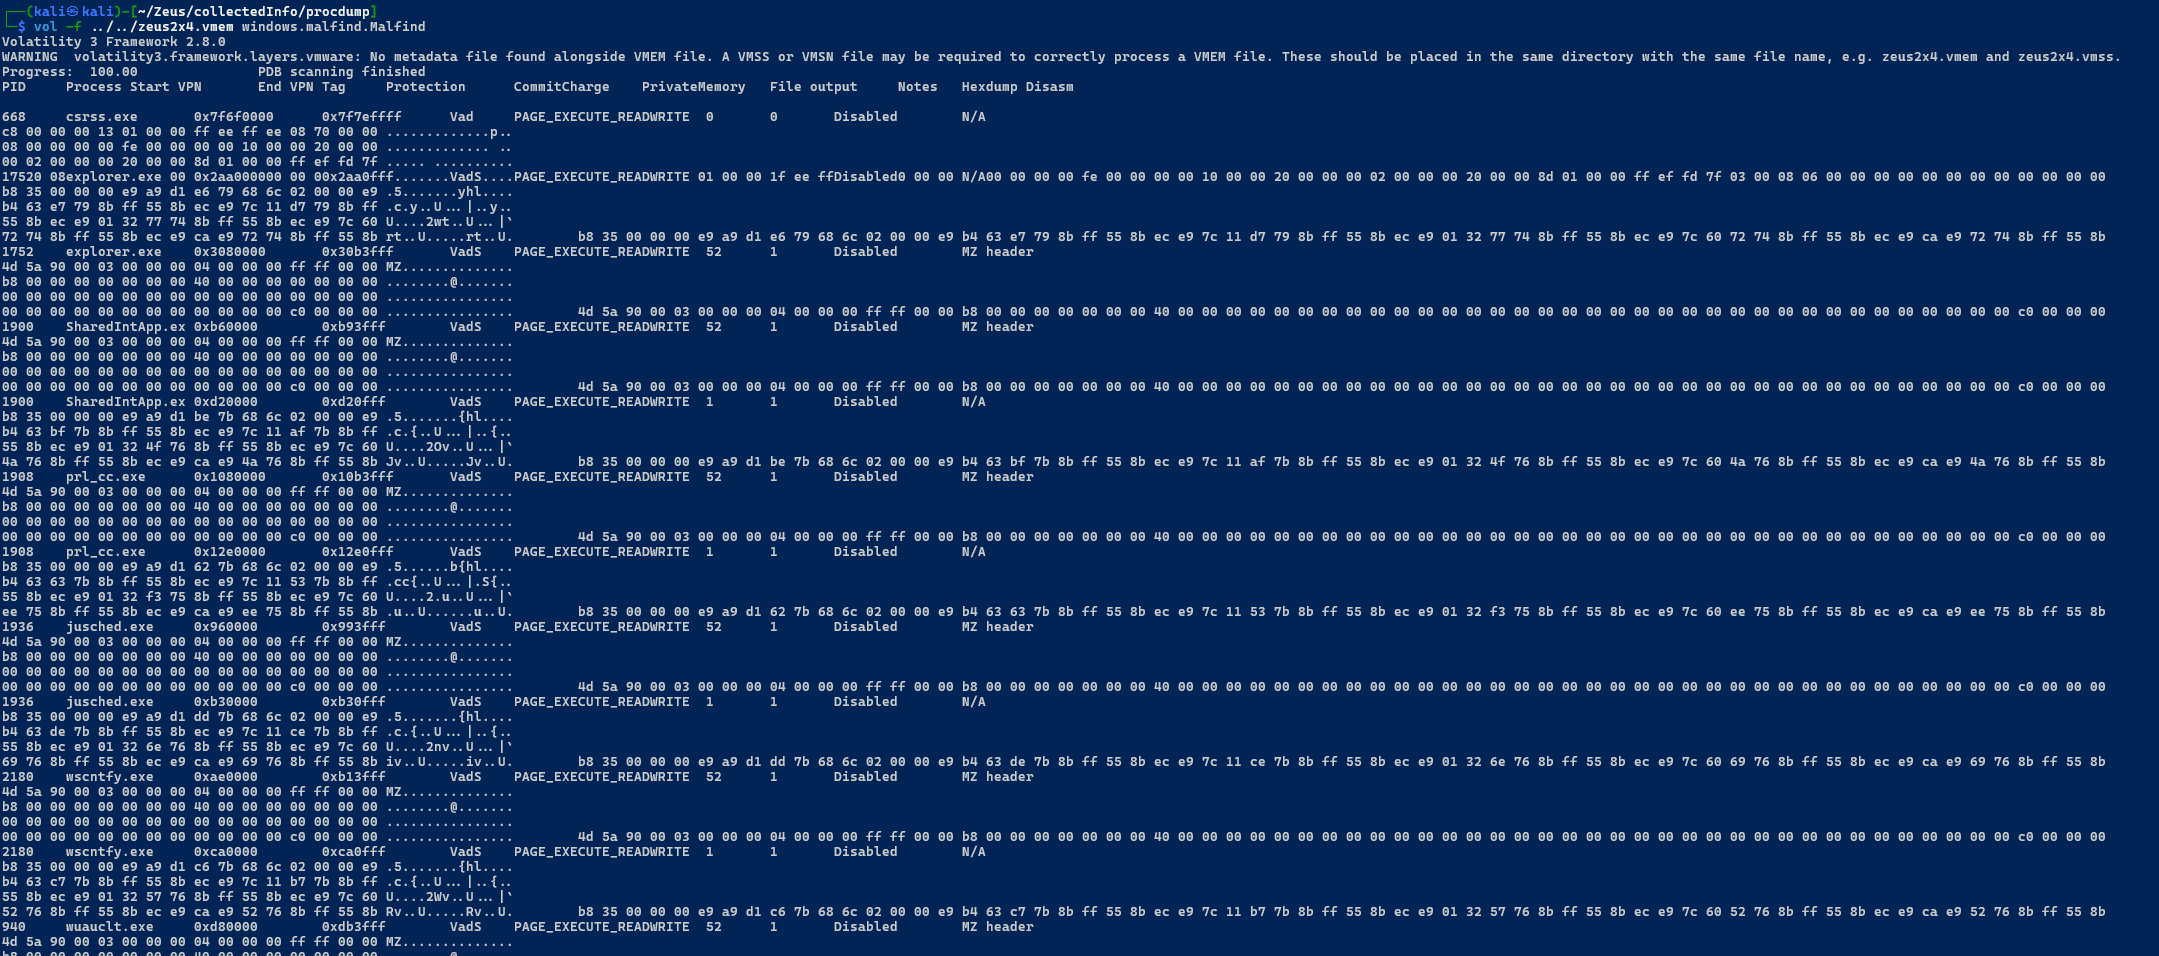 ┌──(kali㉿kali)-[~/Zeus/collectedInfo/procdump]
└─$ vol -f ../../zeus2x4.vmem windows.malfind.Malfind
Volatility 3 Framework 2.8.0
WARNING  volatility3.framework.layers.vmware: No metadata file found alongside VMEM file. A VMSS or VMSN file may be required to correctly process a VMEM file. These should be placed in the same directory with the same file name, e.g. zeus2x4.vmem and zeus2x4.vmss.
Progress:  100.00               PDB scanning finished
PID     Process Start VPN       End VPN Tag     Protection      CommitCharge    PrivateMemory   File output     Notes   Hexdump Disasm
668     csrss.exe       0x7f6f0000      0x7f7effff      Vad     PAGE_EXECUTE_READWRITE  0       0       Disabled        N/A
c8 00 00 00 13 01 00 00 ff ee ff ee 08 70 00 00 .............p..
08 00 00 00 00 fe 00 00 00 00 10 00 00 20 00 00 ............. ..
00 02 00 00 00 20 00 00 8d 01 00 00 ff ef fd 7f ..... ..........
17520 08explorer.exe 00 0x2aa000000 00 00x2aa0fff.......VadS....PAGE_EXECUTE_READWRITE 01 00 00 1f ee ffDisabled0 00 00 N/A00 00 00 00 fe 00 00 00 00 10 00 00 20 00 00 00 02 00 00 00 20 00 00 8d 01 00 00 ff ef fd 7f 03 00 08 06 00 00 00 00 00 00 00 00 00 00 00 00
b8 35 00 00 00 e9 a9 d1 e6 79 68 6c 02 00 00 e9 .5.......yhl....
b4 63 e7 79 8b ff 55 8b ec e9 7c 11 d7 79 8b ff .c.y..U...|..y..
55 8b ec e9 01 32 77 74 8b ff 55 8b ec e9 7c 60 U....2wt..U...|`
72 74 8b ff 55 8b ec e9 ca e9 72 74 8b ff 55 8b rt..U.....rt..U.        b8 35 00 00 00 e9 a9 d1 e6 79 68 6c 02 00 00 e9 b4 63 e7 79 8b ff 55 8b ec e9 7c 11 d7 79 8b ff 55 8b ec e9 01 32 77 74 8b ff 55 8b ec e9 7c 60 72 74 8b ff 55 8b ec e9 ca e9 72 74 8b ff 55 8b
1752    explorer.exe    0x3080000       0x30b3fff       VadS    PAGE_EXECUTE_READWRITE  52      1       Disabled        MZ header
4d 5a 90 00 03 00 00 00 04 00 00 00 ff ff 00 00 MZ..............
b8 00 00 00 00 00 00 00 40 00 00 00 00 00 00 00 ........@.......
00 00 00 00 00 00 00 00 00 00 00 00 00 00 00 00 ................
00 00 00 00 00 00 00 00 00 00 00 00 c0 00 00 00 ................        4d 5a 90 00 03 00 00 00 04 00 00 00 ff ff 00 00 b8 00 00 00 00 00 00 00 40 00 00 00 00 00 00 00 00 00 00 00 00 00 00 00 00 00 00 00 00 00 00 00 00 00 00 00 00 00 00 00 00 00 00 00 c0 00 00 00
1900    SharedIntApp.ex 0xb60000        0xb93fff        VadS    PAGE_EXECUTE_READWRITE  52      1       Disabled        MZ header
4d 5a 90 00 03 00 00 00 04 00 00 00 ff ff 00 00 MZ..............
b8 00 00 00 00 00 00 00 40 00 00 00 00 00 00 00 ........@.......
00 00 00 00 00 00 00 00 00 00 00 00 00 00 00 00 ................
00 00 00 00 00 00 00 00 00 00 00 00 c0 00 00 00 ................        4d 5a 90 00 03 00 00 00 04 00 00 00 ff ff 00 00 b8 00 00 00 00 00 00 00 40 00 00 00 00 00 00 00 00 00 00 00 00 00 00 00 00 00 00 00 00 00 00 00 00 00 00 00 00 00 00 00 00 00 00 00 c0 00 00 00
1900    SharedIntApp.ex 0xd20000        0xd20fff        VadS    PAGE_EXECUTE_READWRITE  1       1       Disabled        N/A
b8 35 00 00 00 e9 a9 d1 be 7b 68 6c 02 00 00 e9 .5.......{hl....
b4 63 bf 7b 8b ff 55 8b ec e9 7c 11 af 7b 8b ff .c.{..U...|..{..
55 8b ec e9 01 32 4f 76 8b ff 55 8b ec e9 7c 60 U....2Ov..U...|`
4a 76 8b ff 55 8b ec e9 ca e9 4a 76 8b ff 55 8b Jv..U.....Jv..U.        b8 35 00 00 00 e9 a9 d1 be 7b 68 6c 02 00 00 e9 b4 63 bf 7b 8b ff 55 8b ec e9 7c 11 af 7b 8b ff 55 8b ec e9 01 32 4f 76 8b ff 55 8b ec e9 7c 60 4a 76 8b ff 55 8b ec e9 ca e9 4a 76 8b ff 55 8b
1908    prl_cc.exe      0x1080000       0x10b3fff       VadS    PAGE_EXECUTE_READWRITE  52      1       Disabled        MZ header
4d 5a 90 00 03 00 00 00 04 00 00 00 ff ff 00 00 MZ..............
b8 00 00 00 00 00 00 00 40 00 00 00 00 00 00 00 ........@.......
00 00 00 00 00 00 00 00 00 00 00 00 00 00 00 00 ................
00 00 00 00 00 00 00 00 00 00 00 00 c0 00 00 00 ................        4d 5a 90 00 03 00 00 00 04 00 00 00 ff ff 00 00 b8 00 00 00 00 00 00 00 40 00 00 00 00 00 00 00 00 00 00 00 00 00 00 00 00 00 00 00 00 00 00 00 00 00 00 00 00 00 00 00 00 00 00 00 c0 00 00 00
1908    prl_cc.exe      0x12e0000       0x12e0fff       VadS    PAGE_EXECUTE_READWRITE  1       1       Disabled        N/A
b8 35 00 00 00 e9 a9 d1 62 7b 68 6c 02 00 00 e9 .5......b{hl....
b4 63 63 7b 8b ff 55 8b ec e9 7c 11 53 7b 8b ff .cc{..U...|.S{..
55 8b ec e9 01 32 f3 75 8b ff 55 8b ec e9 7c 60 U....2.u..U...|`
ee 75 8b ff 55 8b ec e9 ca e9 ee 75 8b ff 55 8b .u..U......u..U.        b8 35 00 00 00 e9 a9 d1 62 7b 68 6c 02 00 00 e9 b4 63 63 7b 8b ff 55 8b ec e9 7c 11 53 7b 8b ff 55 8b ec e9 01 32 f3 75 8b ff 55 8b ec e9 7c 60 ee 75 8b ff 55 8b ec e9 ca e9 ee 75 8b ff 55 8b
1936    jusched.exe     0x960000        0x993fff        VadS    PAGE_EXECUTE_READWRITE  52      1       Disabled        MZ header
4d 5a 90 00 03 00 00 00 04 00 00 00 ff ff 00 00 MZ..............
b8 00 00 00 00 00 00 00 40 00 00 00 00 00 00 00 ........@.......
00 00 00 00 00 00 00 00 00 00 00 00 00 00 00 00 ................
00 00 00 00 00 00 00 00 00 00 00 00 c0 00 00 00 ................        4d 5a 90 00 03 00 00 00 04 00 00 00 ff ff 00 00 b8 00 00 00 00 00 00 00 40 00 00 00 00 00 00 00 00 00 00 00 00 00 00 00 00 00 00 00 00 00 00 00 00 00 00 00 00 00 00 00 00 00 00 00 c0 00 00 00
1936    jusched.exe     0xb30000        0xb30fff        VadS    PAGE_EXECUTE_READWRITE  1       1       Disabled        N/A
b8 35 00 00 00 e9 a9 d1 dd 7b 68 6c 02 00 00 e9 .5.......{hl....
b4 63 de 7b 8b ff 55 8b ec e9 7c 11 ce 7b 8b ff .c.{..U...|..{..
55 8b ec e9 01 32 6e 76 8b ff 55 8b ec e9 7c 60 U....2nv..U...|`
69 76 8b ff 55 8b ec e9 ca e9 69 76 8b ff 55 8b iv..U.....iv..U.        b8 35 00 00 00 e9 a9 d1 dd 7b 68 6c 02 00 00 e9 b4 63 de 7b 8b ff 55 8b ec e9 7c 11 ce 7b 8b ff 55 8b ec e9 01 32 6e 76 8b ff 55 8b ec e9 7c 60 69 76 8b ff 55 8b ec e9 ca e9 69 76 8b ff 55 8b
2180    wscntfy.exe     0xae0000        0xb13fff        VadS    PAGE_EXECUTE_READWRITE  52      1       Disabled        MZ header
4d 5a 90 00 03 00 00 00 04 00 00 00 ff ff 00 00 MZ..............
b8 00 00 00 00 00 00 00 40 00 00 00 00 00 00 00 ........@.......
00 00 00 00 00 00 00 00 00 00 00 00 00 00 00 00 ................
00 00 00 00 00 00 00 00 00 00 00 00 c0 00 00 00 ................        4d 5a 90 00 03 00 00 00 04 00 00 00 ff ff 00 00 b8 00 00 00 00 00 00 00 40 00 00 00 00 00 00 00 00 00 00 00 00 00 00 00 00 00 00 00 00 00 00 00 00 00 00 00 00 00 00 00 00 00 00 00 c0 00 00 00
2180    wscntfy.exe     0xca0000        0xca0fff        VadS    PAGE_EXECUTE_READWRITE  1       1       Disabled        N/A
b8 35 00 00 00 e9 a9 d1 c6 7b 68 6c 02 00 00 e9 .5.......{hl....
b4 63 c7 7b 8b ff 55 8b ec e9 7c 11 b7 7b 8b ff .c.{..U...|..{..
55 8b ec e9 01 32 57 76 8b ff 55 8b ec e9 7c 60 U....2Wv..U...|`
52 76 8b ff 55 8b ec e9 ca e9 52 76 8b ff 55 8b Rv..U.....Rv..U.        b8 35 00 00 00 e9 a9 d1 c6 7b 68 6c 02 00 00 e9 b4 63 c7 7b 8b ff 55 8b ec e9 7c 11 b7 7b 8b ff 55 8b ec e9 01 32 57 76 8b ff 55 8b ec e9 7c 60 52 76 8b ff 55 8b ec e9 ca e9 52 76 8b ff 55 8b
940     wuauclt.exe     0xd80000        0xdb3fff        VadS    PAGE_EXECUTE_READWRITE  52      1       Disabled        MZ header
4d 5a 90 00 03 00 00 00 04 00 00 00 ff ff 00 00 MZ..............
b8 00 00 00 00 00 00 00 40 00 00 00 00 00 00 00 ........@.......